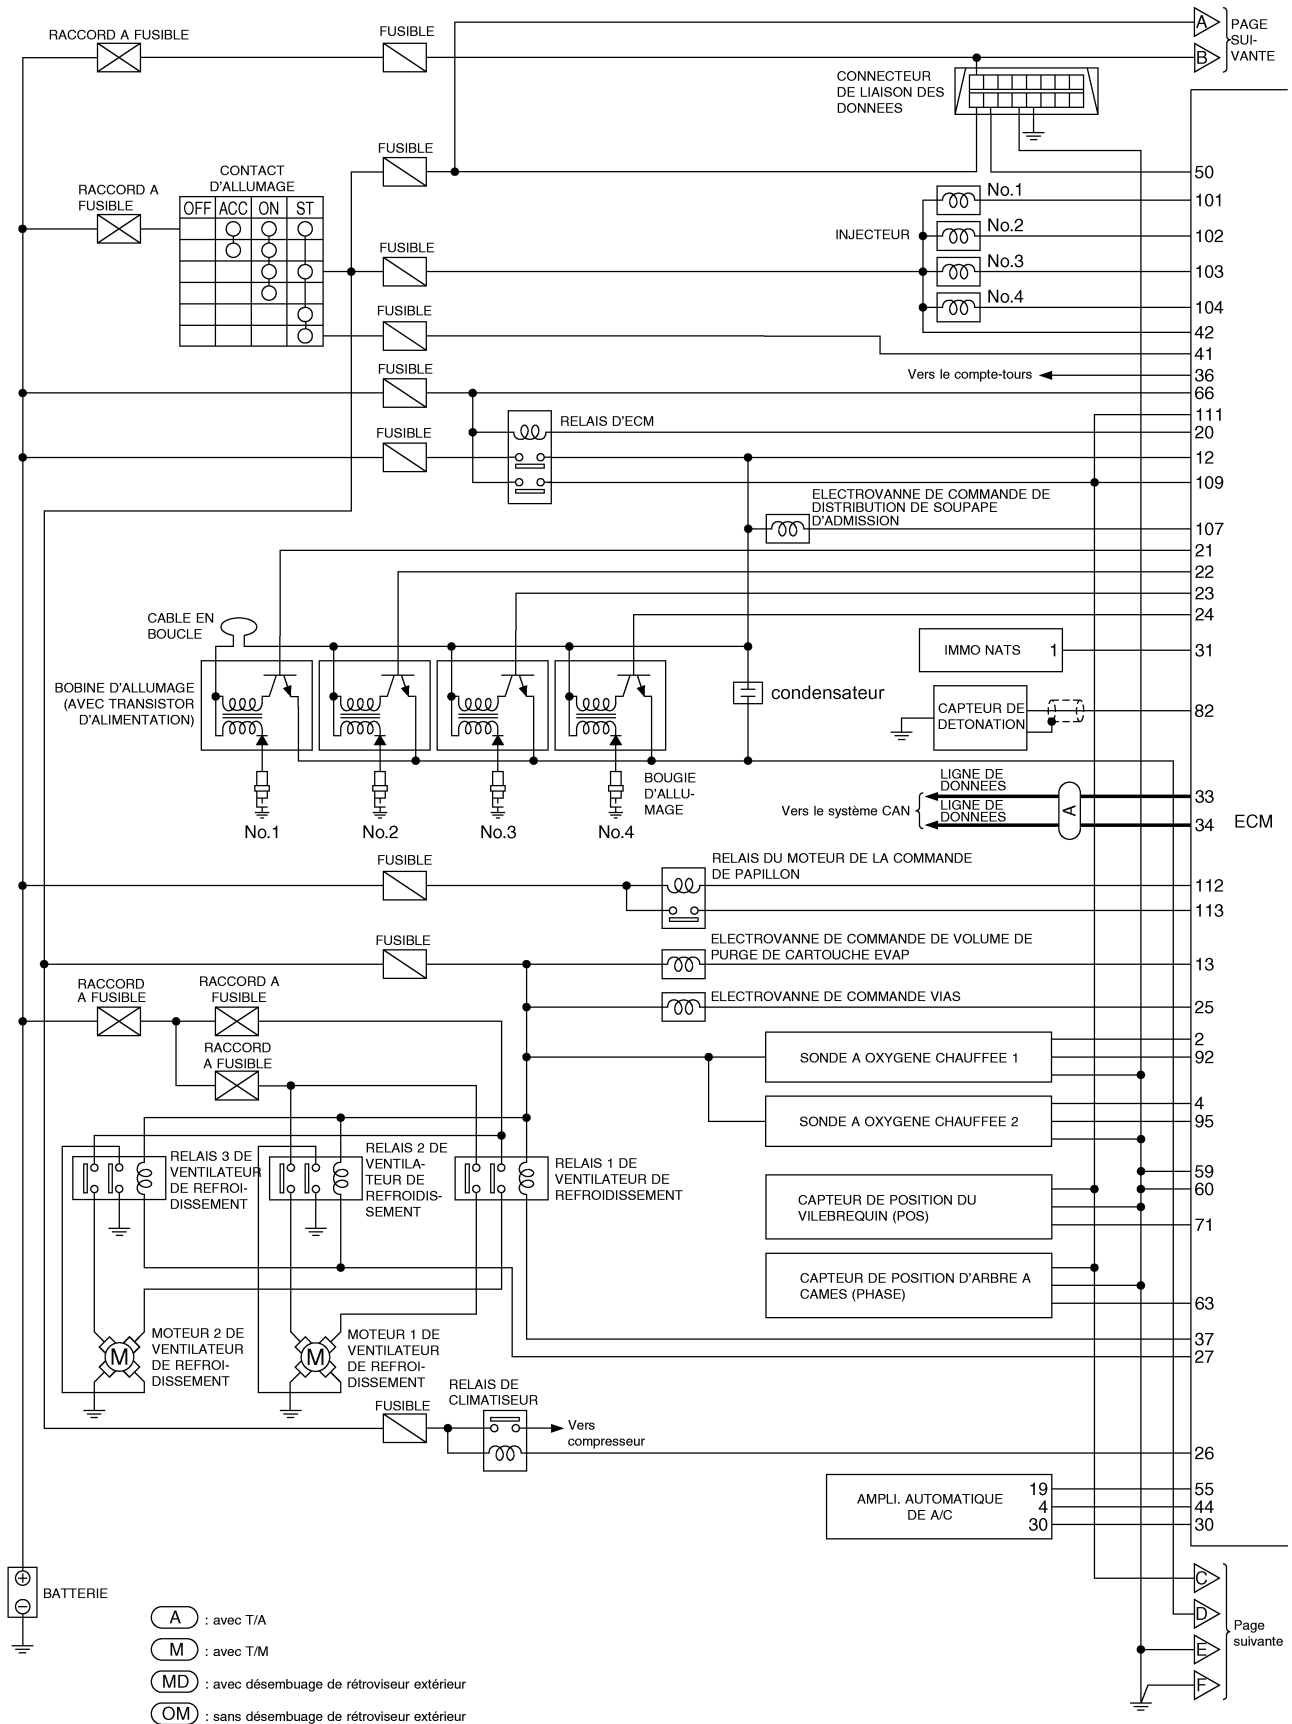 RACCORD A FUSIBLE
FUSIBLE
A
B
PAGE
SUI-
VANTE
CONNECTEUR
DE LIAISON DES
DONNEES
FUSIBLE
CONTACT
D'ALLUMAGE
RACCORD A
FUSIBLE
OFF ACC ON ST
50
No.1
101
INJECTEUR
No.2
102
FUSIBLE
No.3
103
No.4
104
FUSIBLE
42
41
FUSIBLE
Vers le compte-tours
36
66
111
RELAIS D'ECM
20
FUSIBLE
12
109
ELECTROVANNE DE COMMANDE DE
DISTRIBUTION DE SOUPAPE
D'ADMISSION
107
21
22
23
24
CABLE EN
BOUCLE
IMMO NATS 1
31
BOBINE D'ALLUMAGE
(AVEC TRANSISTOR
D'ALIMENTATION)
condensateur
CAPTEUR DE
DETONATION
82
BOUGIE
D'ALLU-
MAGE
No.1
No.2
No.3
No.4
LIGNE DE
DONNEES
LIGNE DE
DONNEES
Vers le système CAN
A
33
34
ECM
FUSIBLE
RELAIS DU MOTEUR DE LA COMMANDE
DE PAPILLON
112
113
FUSIBLE
ELECTROVANNE DE COMMANDE DE VOLUME DE
PURGE DE CARTOUCHE EVAP
13
RACCORD
A FUSIBLE
RACCORD A
FUSIBLE
ELECTROVANNE DE COMMANDE VIAS
25
RACCORD
A FUSIBLE
SONDE A OXYGENE CHAUFFEE 1
2
92
SONDE A OXYGENE CHAUFFEE 2
4
95
RELAIS 3 DE
VENTILATEUR
DE REFROI-
DISSEMENT
RELAIS 2 DE
VENTILA-
TEUR DE
REFROIDIS-
SEMENT
RELAIS 1 DE
VENTILATEUR DE
REFROIDISSEMENT
59
60
CAPTEUR DE POSITION DU
VILEBREQUIN (POS)
71
CAPTEUR DE POSITION D'ARBRE A
CAMES (PHASE)
63
M
MOTEUR 2 DE
VENTILATEUR
DE REFROI-
DISSEMENT
M
MOTEUR 1 DE
VENTILATEUR
DE REFROI-
DISSEMENT
37
27
FUSIBLE
RELAIS DE
CLIMATISEUR
Vers
compresseur
26
AMPLI. AUTOMATIQUE
DE A/C
19
4
30
55
44
30
BATTERIE
C
D
E
F
Page
suivante
A : avec T/A
M : avec T/M
MD : avec désembuage de rétroviseur extérieur
OM : sans désembuage de rétroviseur extérieur